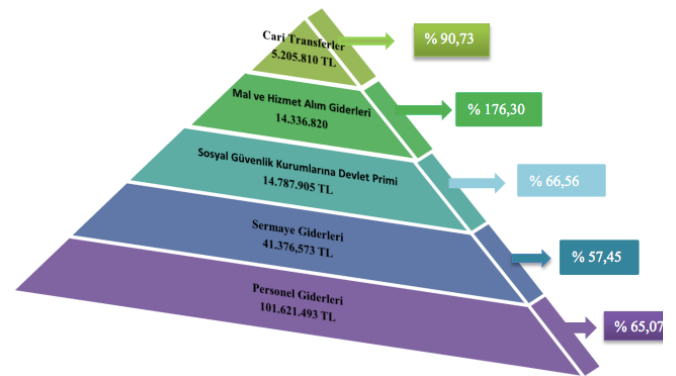 Cari Transferler
5.205.810 TL
% 90,73
Mal ve Hizmet Alım Giderleri
14.336.820
% 176,30
Sosyal Güvenlik Kurumlarına Devlet Primi
14.787.905 TL
% 66,56
Sermaye Giderleri
41.376,573 TL
% 57,45
Personel Giderleri
101.621.493 TL
% 65,07